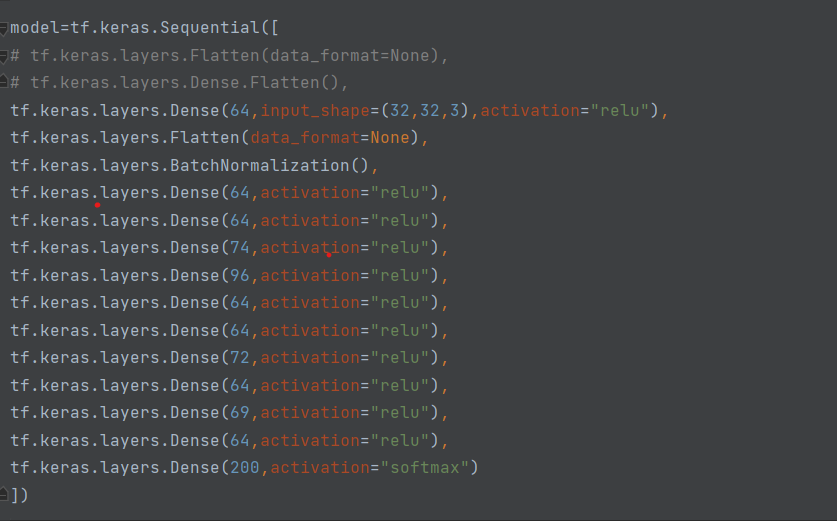 model=tf.keras.Sequential([
# tf.keras.layers.Flatten(data_format=None),
# tf.keras.layers.Dense.Flatten(),
tf.keras.layers.Dense(64,input_shape=(32,32,3),activation="relu"),
tf.keras.layers.Flatten(data_format=None),
tf.keras.layers.BatchNormalization(),
tf.keras.layers.Dense(64,activation="relu"),
tf.keras.layers.Dense(64,activation="relu"),
tf.keras.layers.Dense(74,activation="relu"),
tf.keras.layers.Dense(96,activation="relu"),
tf.keras.layers.Dense(64,activation="relu"),
tf.keras.layers.Dense(64,activation="relu"),
tf.keras.layers.Dense(72,activation="relu"),
tf.keras.layers.Dense(64,activation="relu"),
tf.keras.layers.Dense(69,activation="relu"),
tf.keras.layers.Dense(64,activation="relu"),
tf.keras.layers.Dense(200,activation="softmax")
])